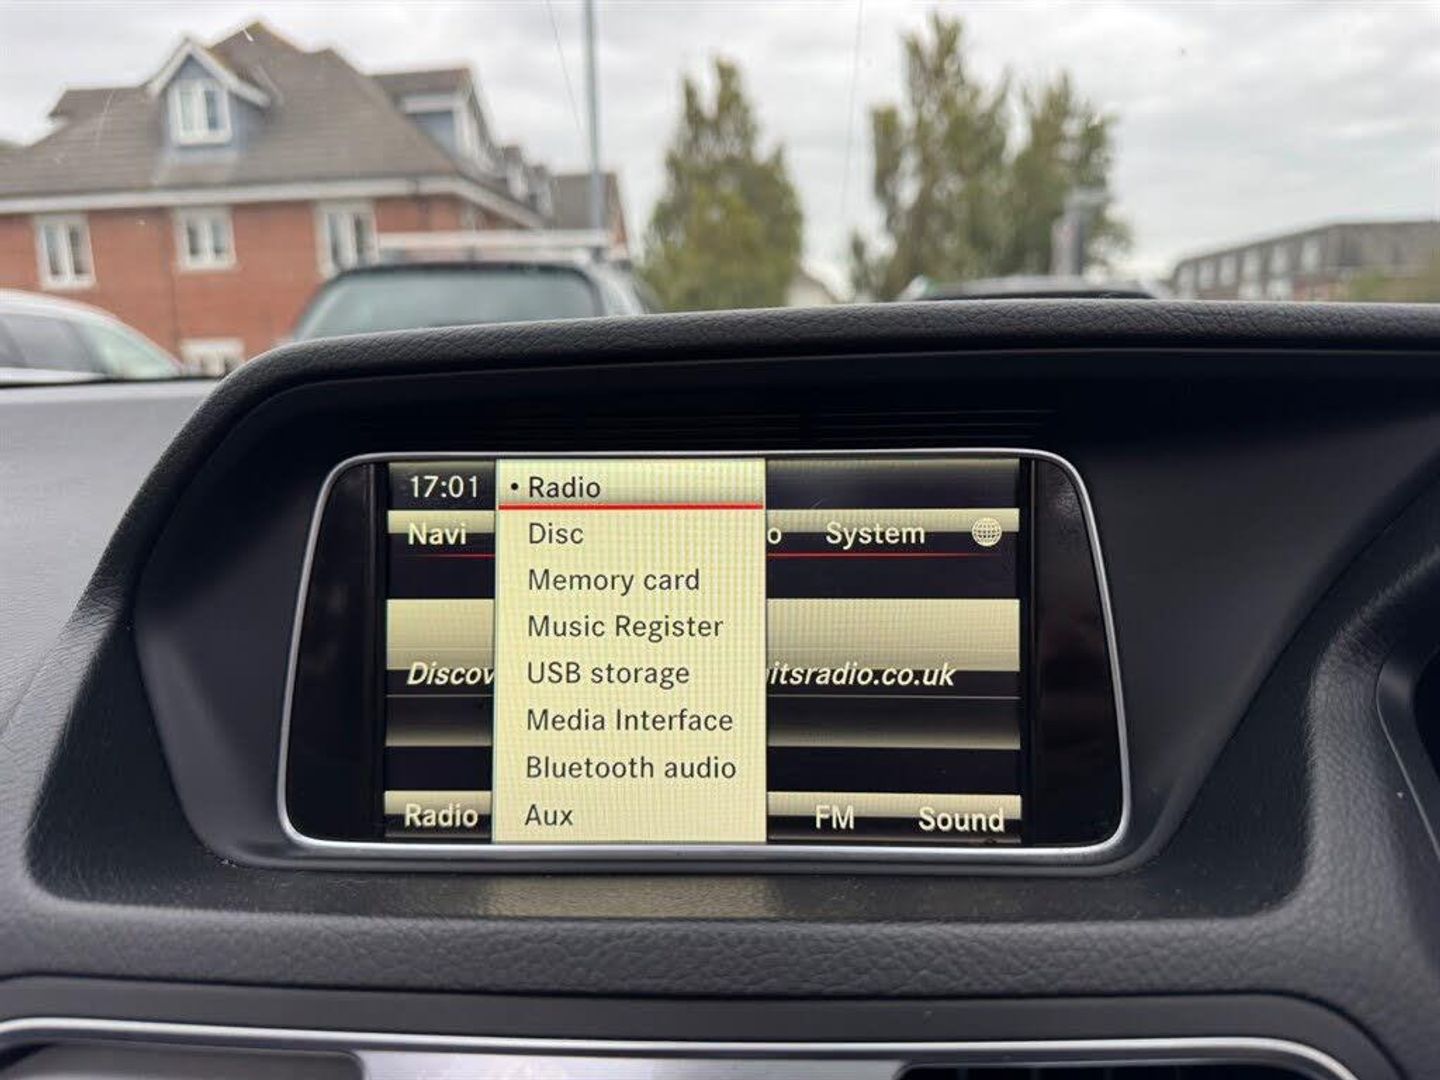 17:01
• Radio
Disc
Memory card
Music Register
USB storage
Media Interface
Bluetooth audio
Aux
Navi
System
itsradio.co.uk
Radio
FM
Sound